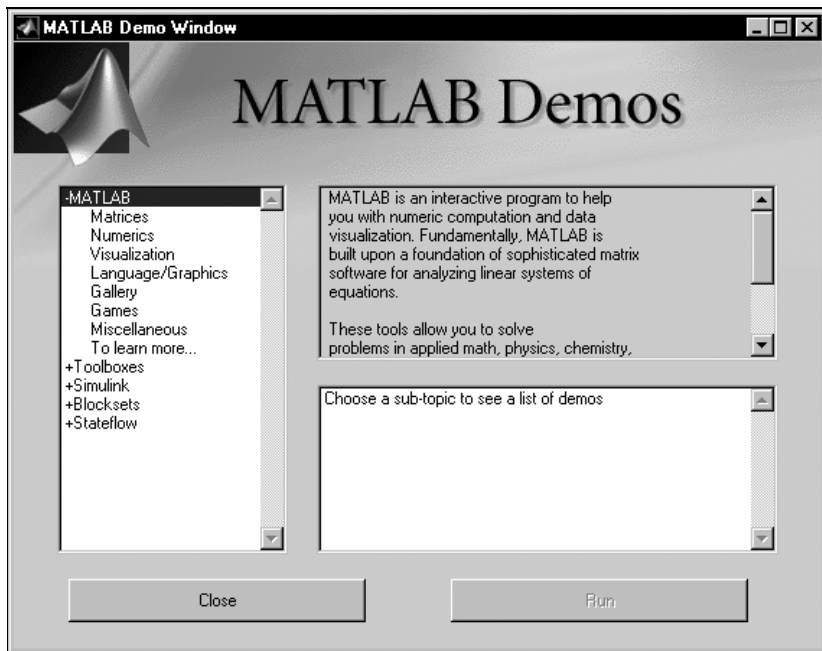 MATLAB Demo Window
MATLAB Demos
-MATLAB
Matrices
Numerics
Visualization
Language/Graphics
Gallery
Games
Miscellaneous
To learn more...
+Toolboxes
+Simulink
+Blocksets
+Stateflow
MATLAB is an interactive program to help
you with numeric computation and data
visualization. Fundamentally, MATLAB is
built upon a foundation of sophisticated matrix
software for analyzing linear systems of
equations.
These tools allow you to solve
problems in applied math, physics, chemistry,
Choose a sub-topic to see a list of demos
Close
Run